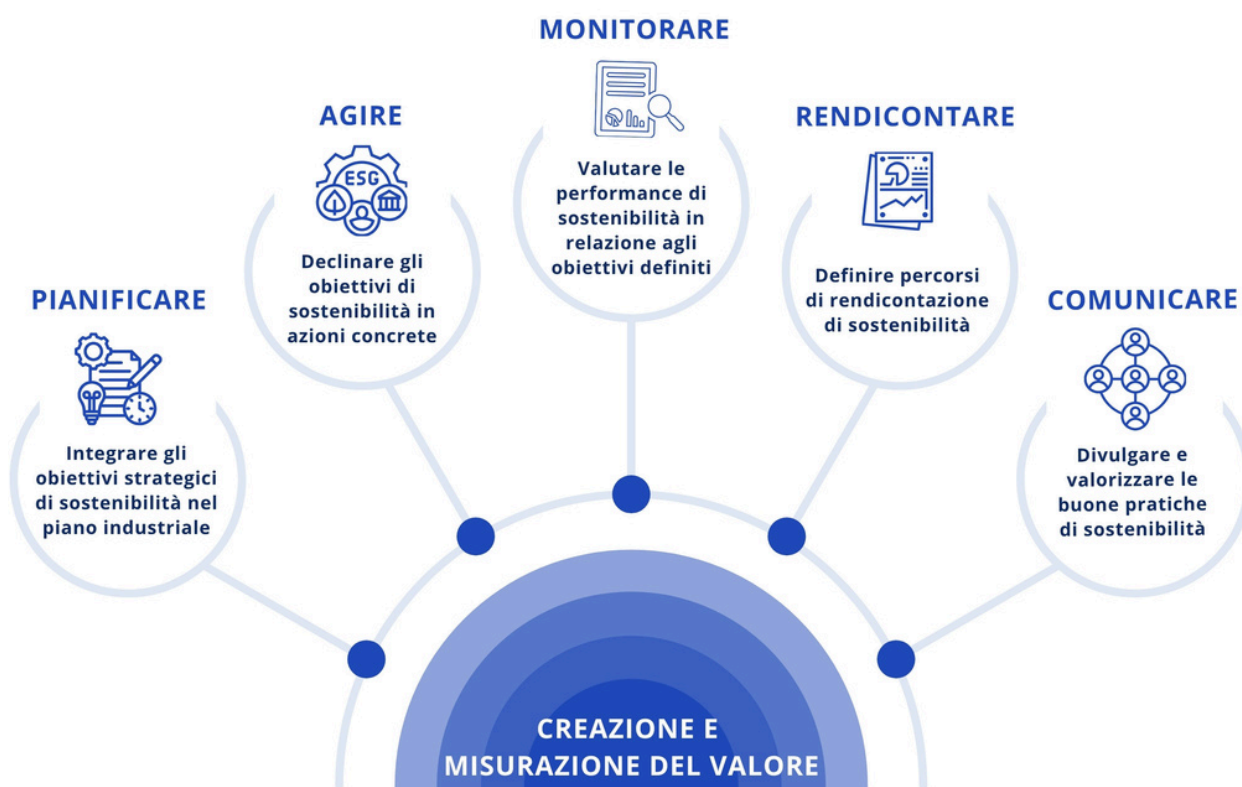 PIANIFICARE
Integrare gli
obiettivi strategici
di sostenibilità nel
piano industriale
AGIRE
ESG
Declinare gli
obiettivi di
sostenibilità in
azioni concrete
MONITORARE
Valutare le
performance di
sostenibilità in
relazione agli
obiettivi definiti
RENDICONTARE
Definire percorsi
di rendicontazione
di sostenibilità
COMUNICARE
Divulgare e
valorizzare le
buone pratiche
di sostenibilità
CREAZIONE E
MISURAZIONE DEL VALORE